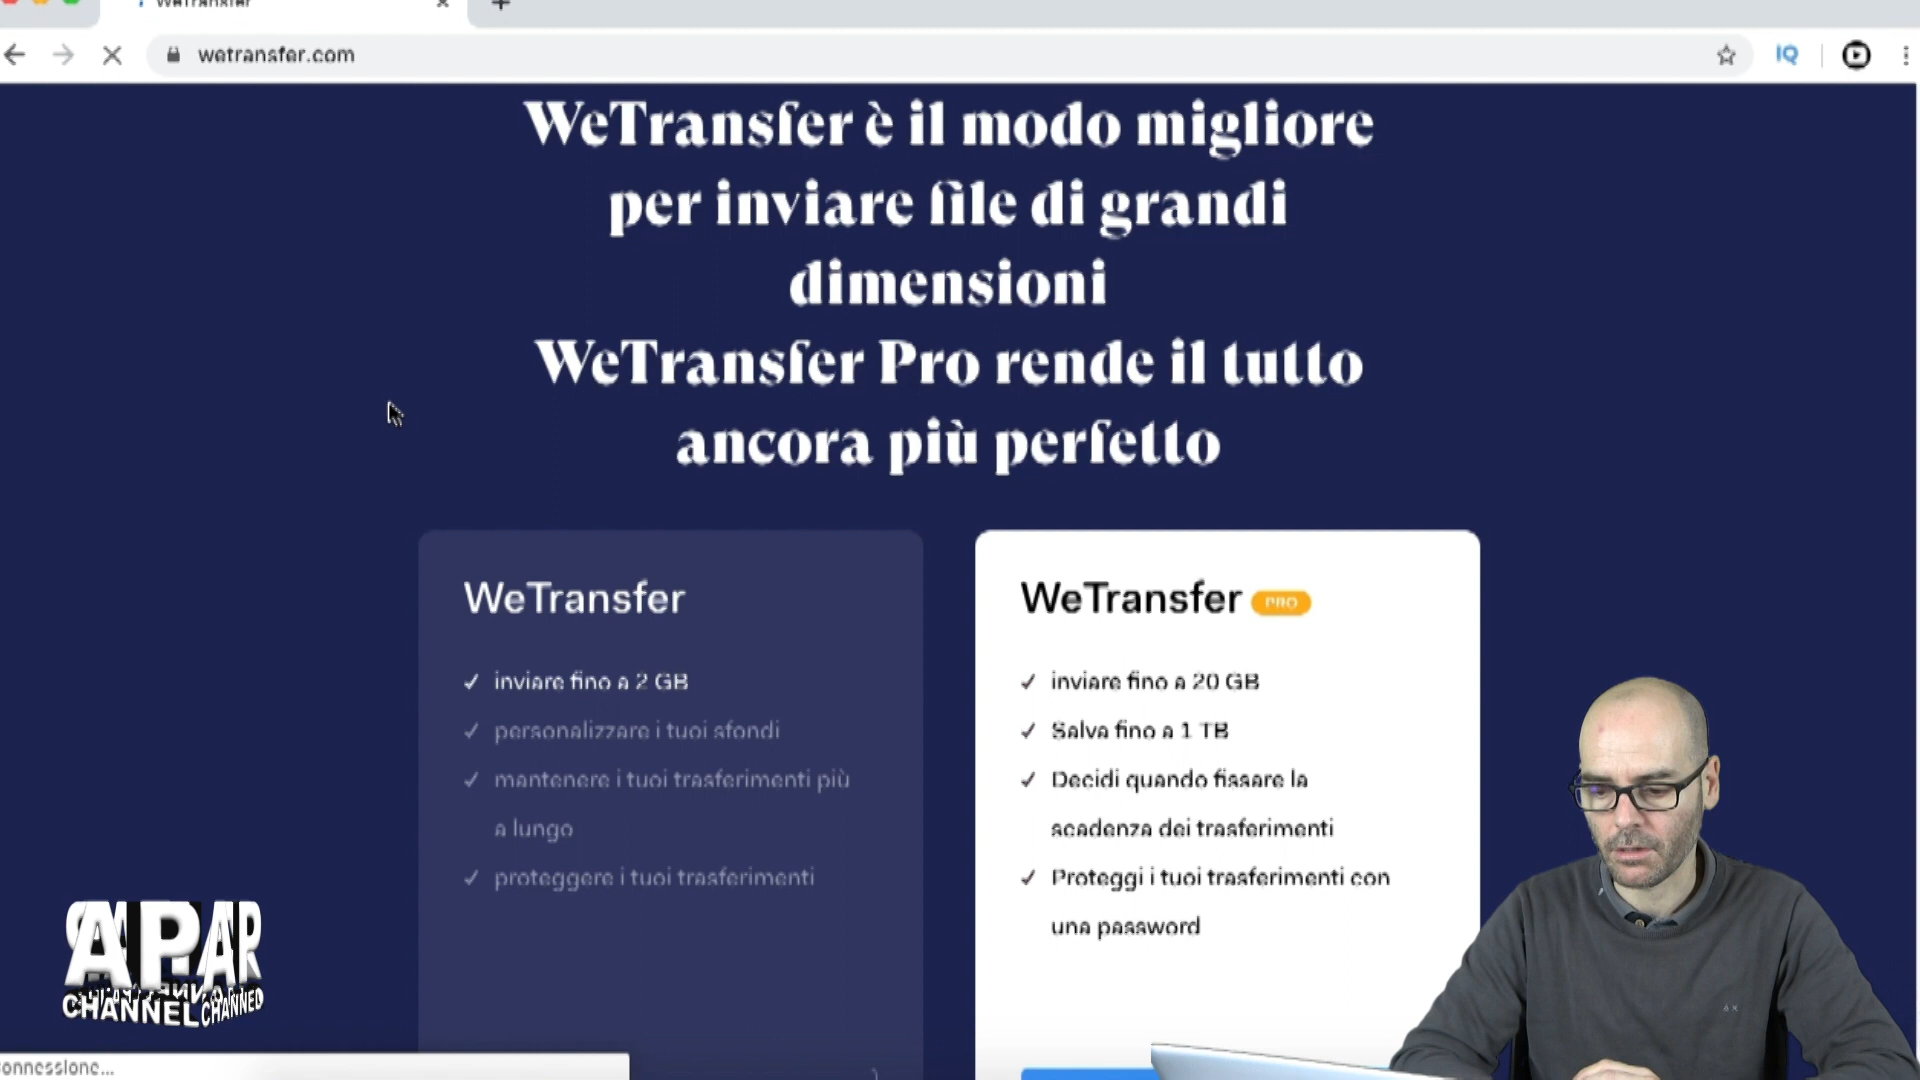 WeTransfer
wetransfer.com
IQ
WeTransfer è il modo migliore
per inviare file di grandi
dimensioni
WeTransfer Pro rende il tutto
ancora più perfetto
WeTransfer
✓ inviare fino a 2 GB
✓ personalizzare i tuoi sfondi
✓ mantenere i tuoi trasferimenti più
a lungo
✓ proteggere i tuoi trasferimenti
WeTransfer PRO
✓ inviare fino a 20 GB
✓ Salva fino a 1 TB
✓ Decidi quando fissare la
scadenza dei trasferimenti
✓ Proteggi i tuoi trasferimenti con
una password
CHANNEL CHANNEL
onnessione...